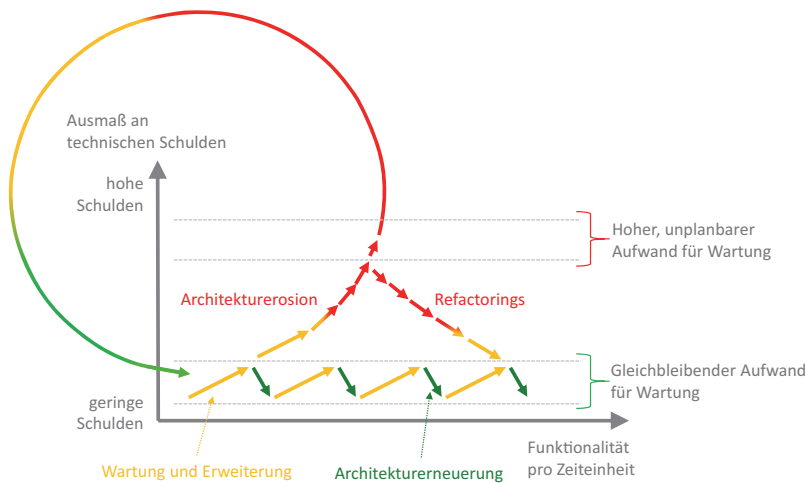 Ausmaß an
technischen Schulden
hohe
Schulden
Hoher, unplanbarer
Aufwand für Wartung
Architekturerosion
Refactorings
Gleichbleibender Aufwand
für Wartung
geringe
Schulden
Funktionalität
pro Zeiteinheit
Wartung und Erweiterung
Architekturerneuerung